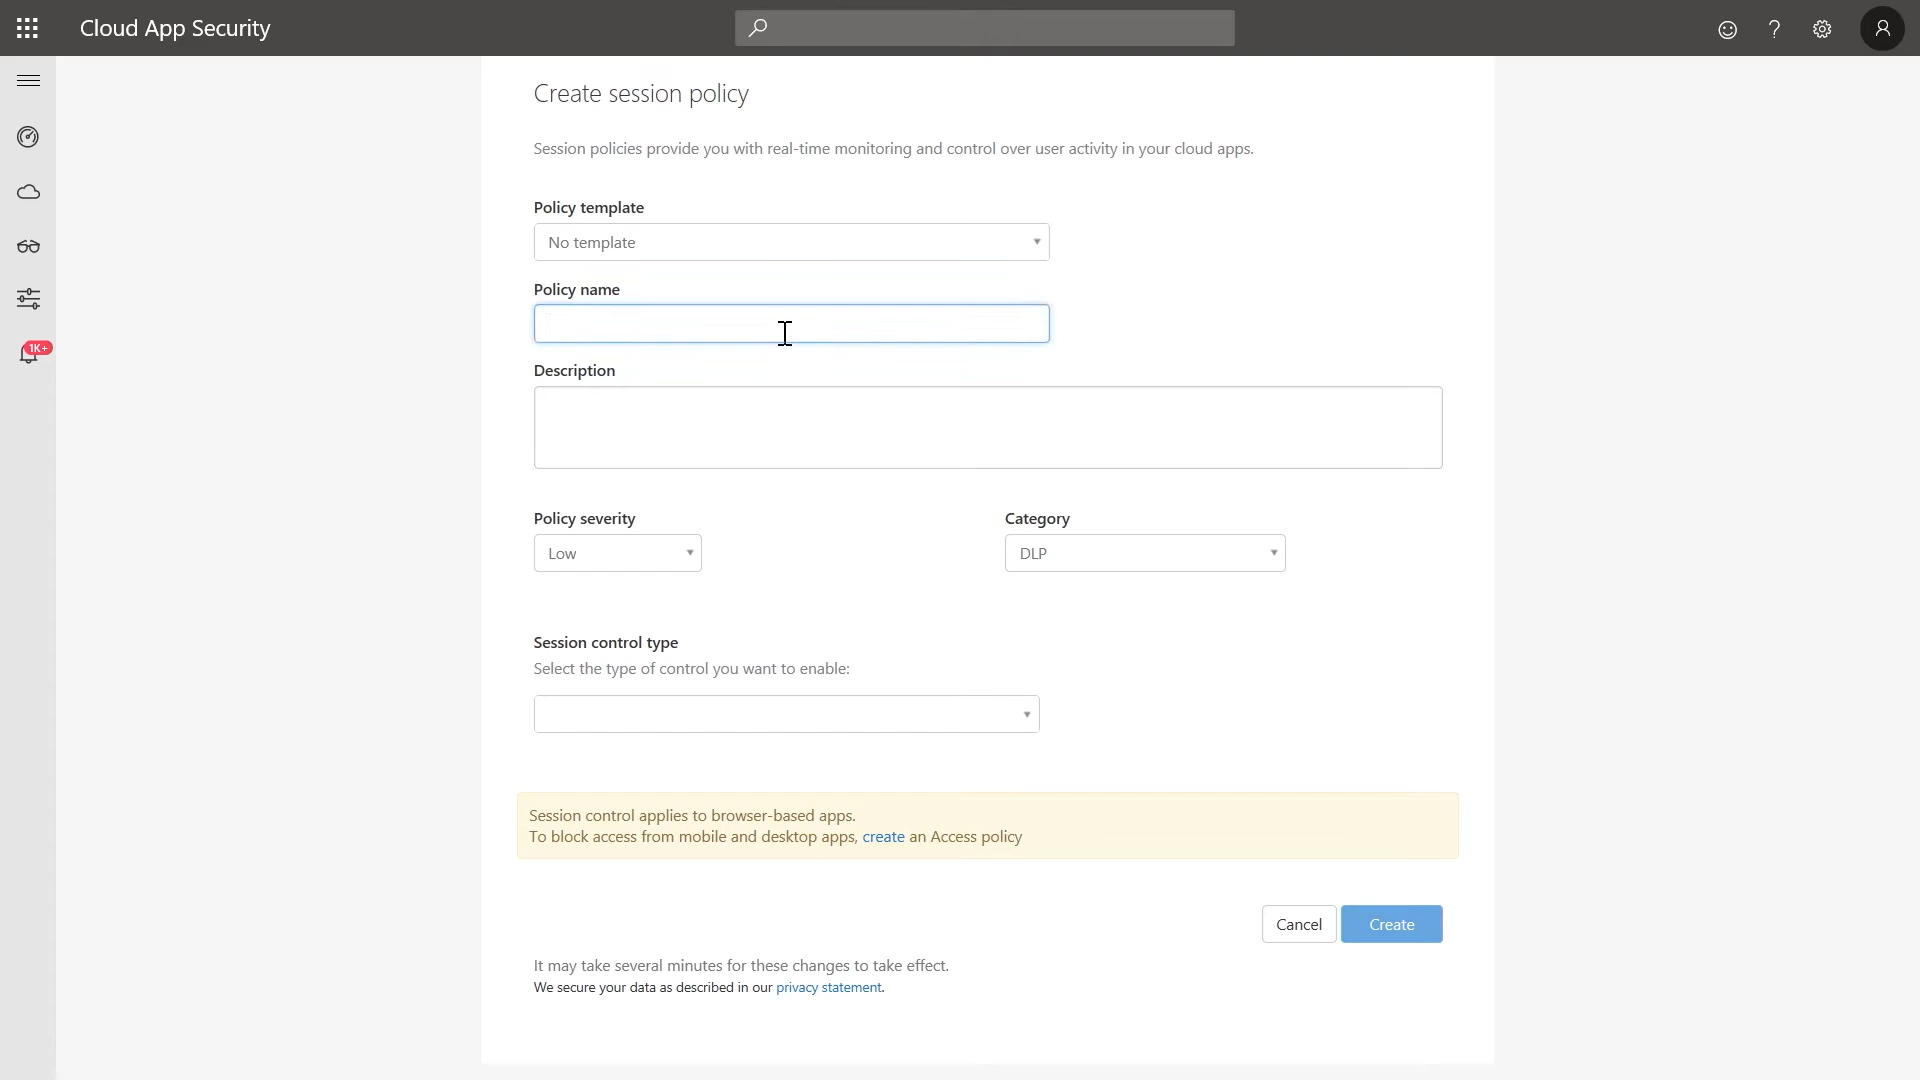 Cloud App Security
Create session policy
Session policies provide you with real-time monitoring and control over user activity in your cloud apps.
Policy template
No template
Policy name
Description
Policy severity
Category
Low
DLP
1K+
Session control type
Select the type of control you want to enable:
Session control applies to browser-based apps.
To block access from mobile and desktop apps, create an Access policy
Cancel
Create
It may take several minutes for these changes to take effect.
We secure your data as described in our privacy statement.